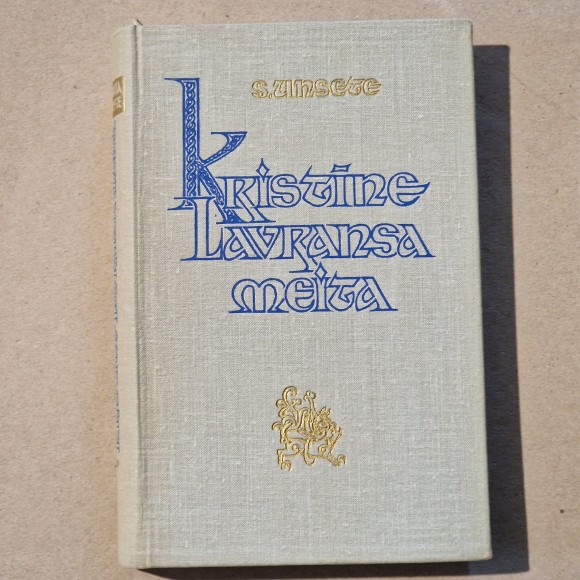 S. UNSETE
KRISTĪNE
LAVRANSA
MEITA